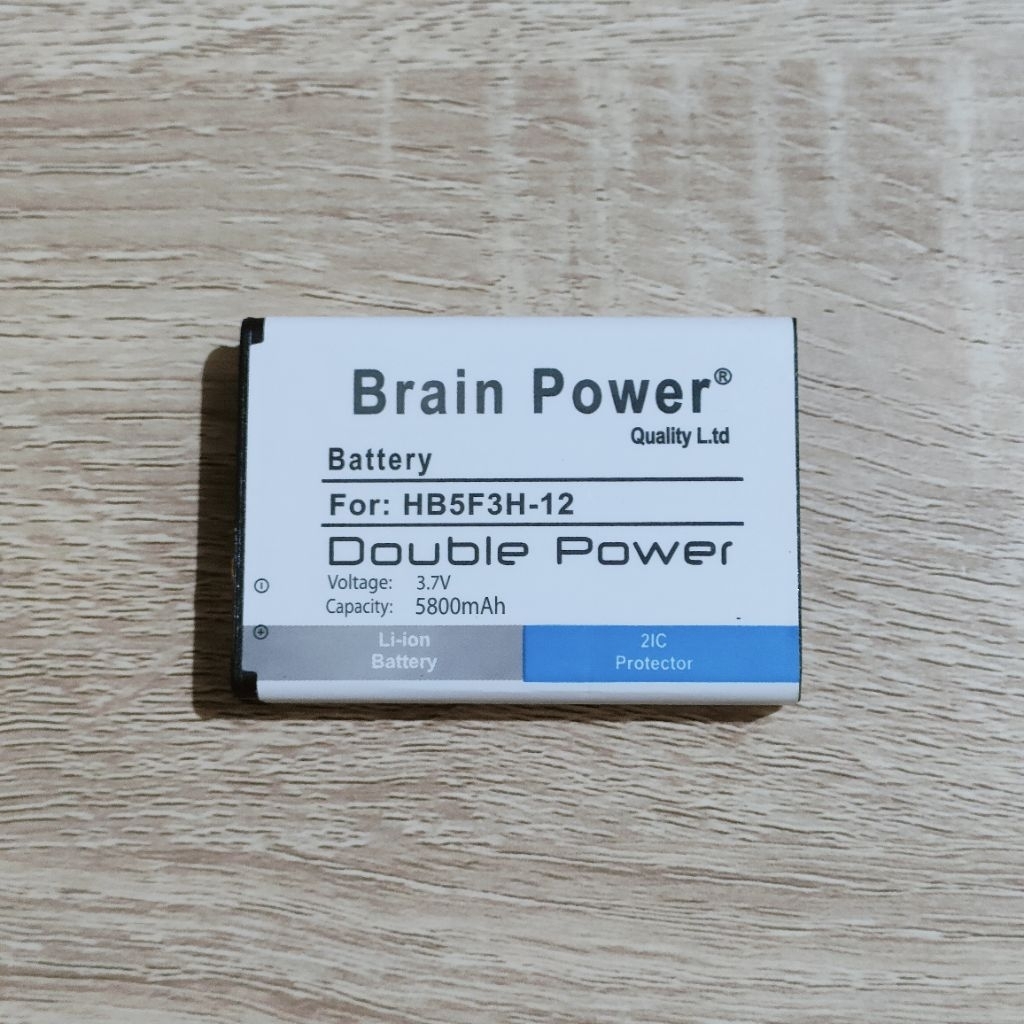 Brain Power®
Quality L.td
Battery
For: HB5F3H-12
Double Power
Voltage: 3.7V
Capacity: 5800mAh
Li-ion
Battery
2IC
Protector